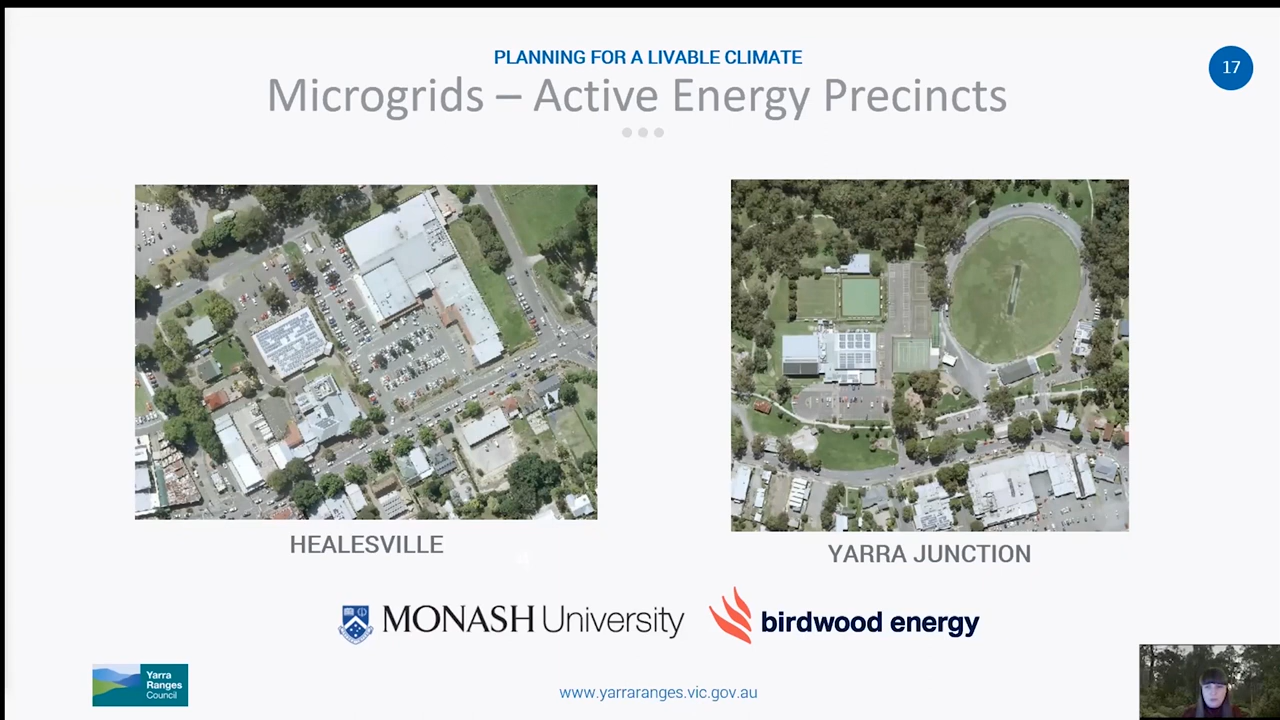 PLANNING FOR A LIVABLE CLIMATE
17
Microgrids – Active Energy Precincts
HEALESVILLE
YARRA JUNCTION
MONASH University
birdwood energy
Yarra
Ranges
Council
www.yarraranges.vic.gov.au